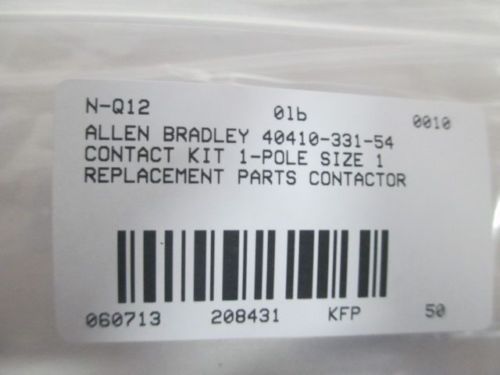 N-Q12 0lb 0010
ALLEN BRADLEY 40410-331-54
CONTACT KIT 1-POLE SIZE 1
REPLACEMENT PARTS CONTACTOR
060713 208431 KFP 50